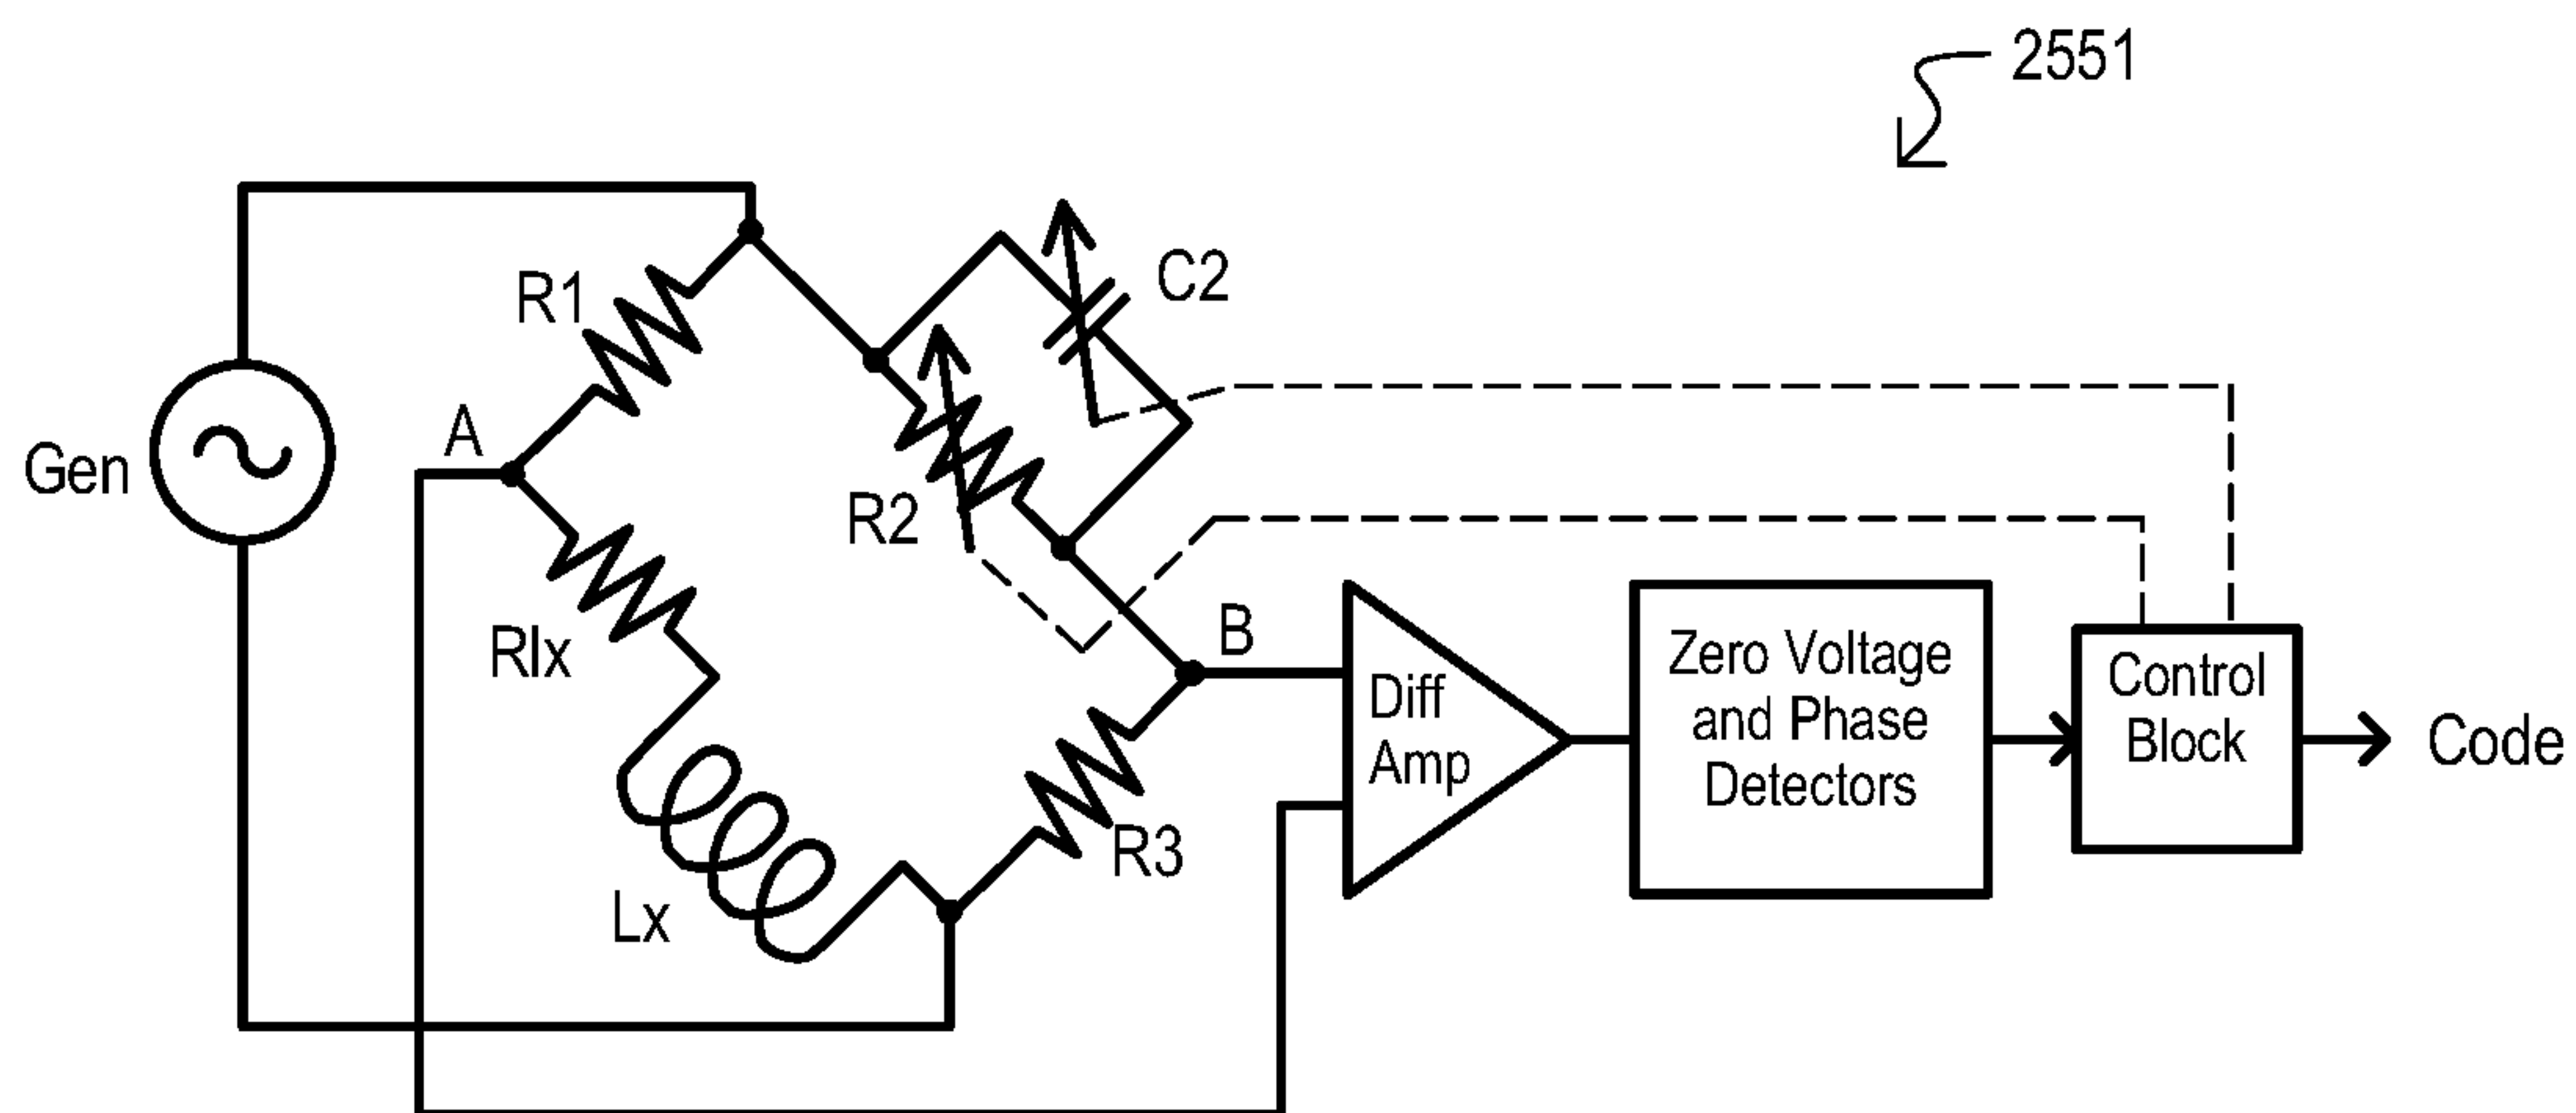 2551
R1
C2
A
Gen
R2
Rlx
B
Diff
Amp
Zero Voltage
and Phase
Detectors
Control
Block
Code
R3
Lx